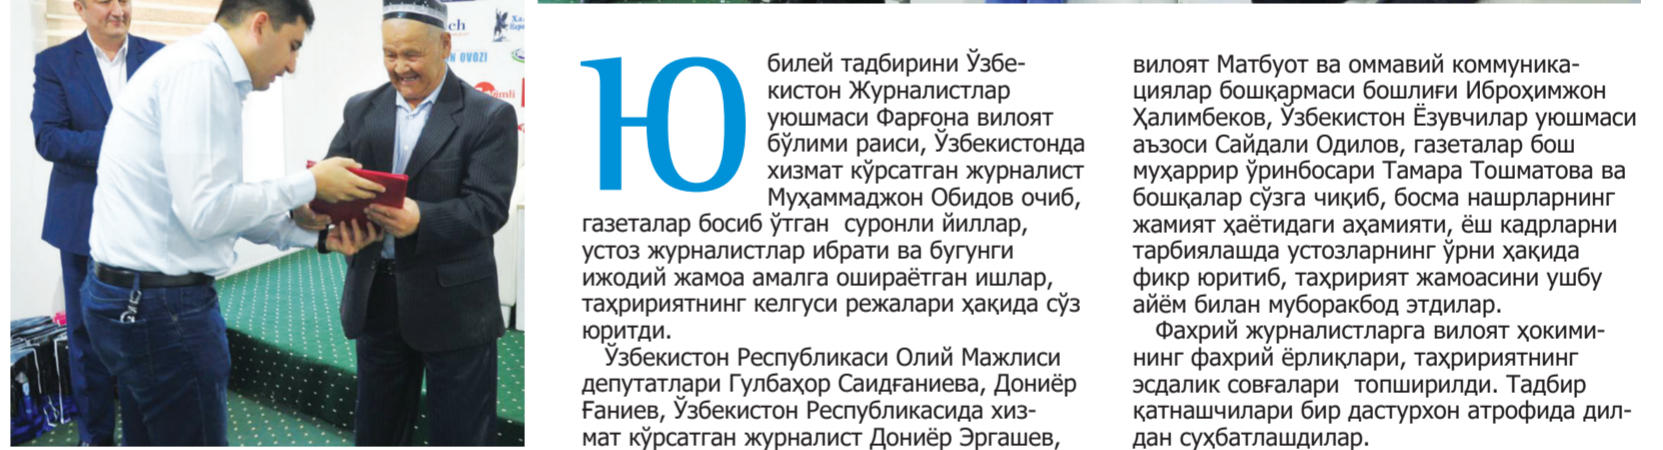 ch
Ха
N OVOZI
imli
Юбилей тадбирини Ўзбе-
кистон Журналистлар
уюшмаси Фарғона вилоят
бўлими раиси, Ўзбекистонда
хизмат кўрсатган журналист
Муҳаммаджон Обидов очиб,
газеталар босиб ўтган суронли йиллар,
устоз журналистлар ибрати ва бугунги
ижодий жамоа амалга ошираётган ишлар,
таҳририятнинг келгуси режалари ҳақида сўз
юритди.
Ўзбекистон Республикаси Олий Мажлиси
депутатлари Гулбаҳор Саидғаниева, Дониёр
Ғаниев, Ўзбекистон Республикасида хиз-
мат кўрсатган журналист Дониёр Эргашев,
вилоят Матбуот ва оммавий коммуника-
циялар бошқармаси бошлиғи Иброҳимжон
Ҳалимбеков, Ўзбекистон Ёзувчилар уюшмаси
аъзоси Сайдали Одилов, газеталар бош
муҳаррир ўринбосари Тамара Тошматова ва
бошқалар сўзга чиқиб, босма нашрларнинг
жамият ҳаётидаги аҳамияти, ёш кадрларни
тарбиялашда устозларнинг ўрни ҳақида
фикр юритиб, таҳририят жамоасини ушбу
айём билан муборакбод этдилар.
Фахрий журналистларга вилоят ҳокими-
нинг фахрий ёрлиқлари, таҳририятнинг
эсдалик совғалари топширилди. Тадбир
қатнашчилари бир дастурхон атрофида дил-
дан суҳбатлашдилар.